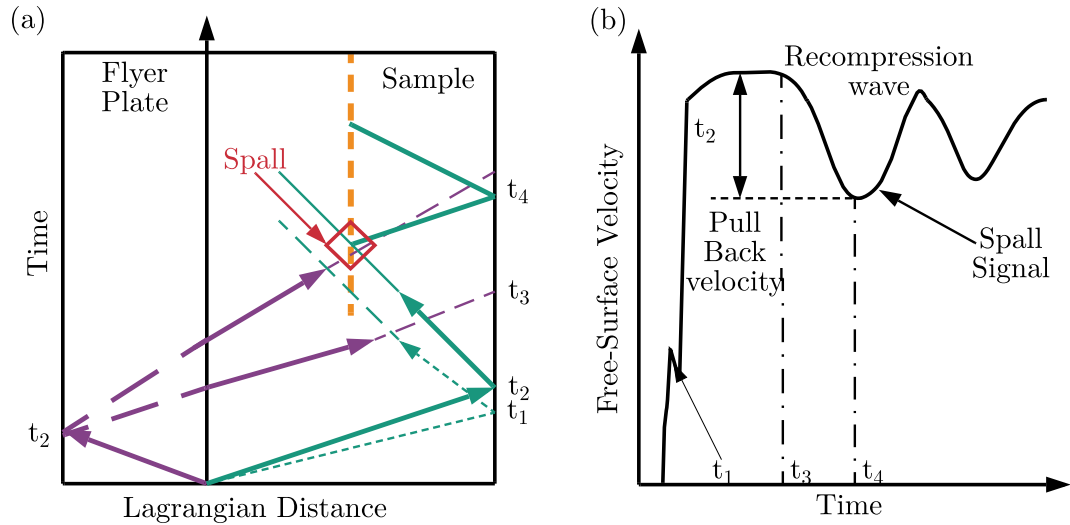 (a)
Flyer
Plate
Sample
Spall
t₄
t₃
t₂
t₁
t₂
Time
Lagrangian Distance
(b)
Recompression
wave
t₂
Pull
Back
velocity
Spall
Signal
Free-Surface Velocity
t₁
t₃
t₄
Time